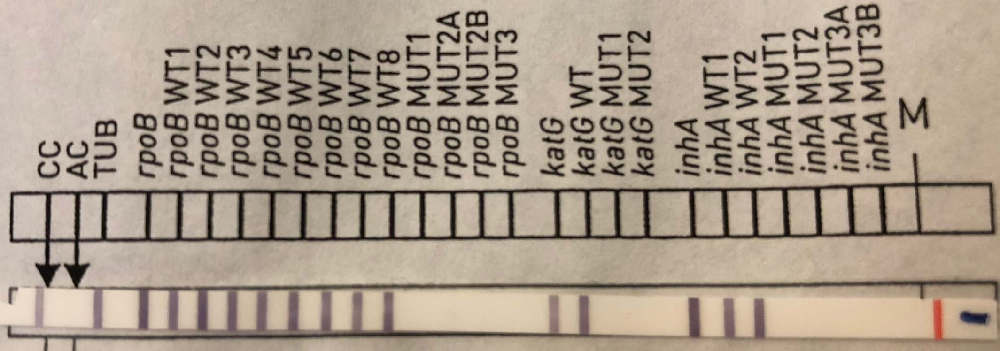 CC
AC
TUB
rpoB
rpoB WT1
rpoB WT2
rpoB WT3
rpoB WT4
rpoB WT5
rpoB WT6
rpoB WT7
rpoB WT8
rpoB MUT1
rpoB MUT2A
rpoB MUT2B
rpoB MUT3
katG
katG WT
katG MUT1
katG MUT2
inhA
inhA WT1
inhA WT2
inhA MUT1
inhA MUT2
inhA MUT3A
inhA MUT3B
M